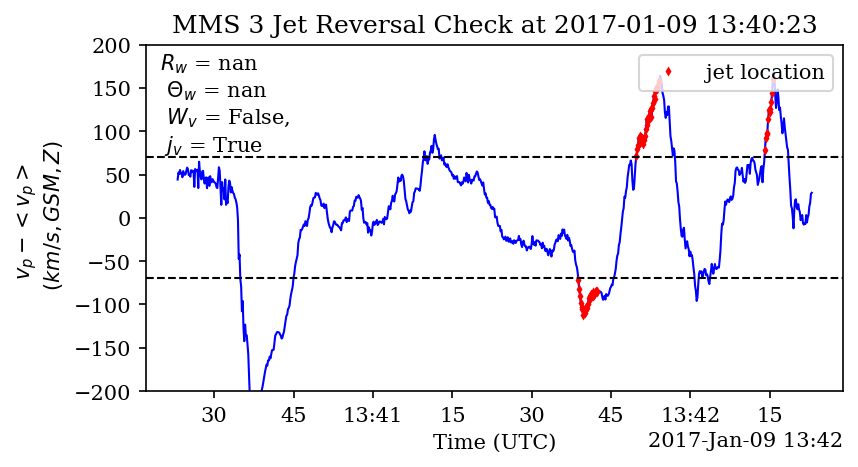 MMS 3 Jet Reversal Check at 2017-01-09 13:40:23
R_w = nan
Θ_w = nan
W_v = False,
j_v = True
jet location
200
150
100
50
0
−50
−100
−150
−200
v_p − < v_p >
(km/s, GSM, Z)
30 45 13:41 15 30 45 13:42 15
Time (UTC)
2017-Jan-09 13:42